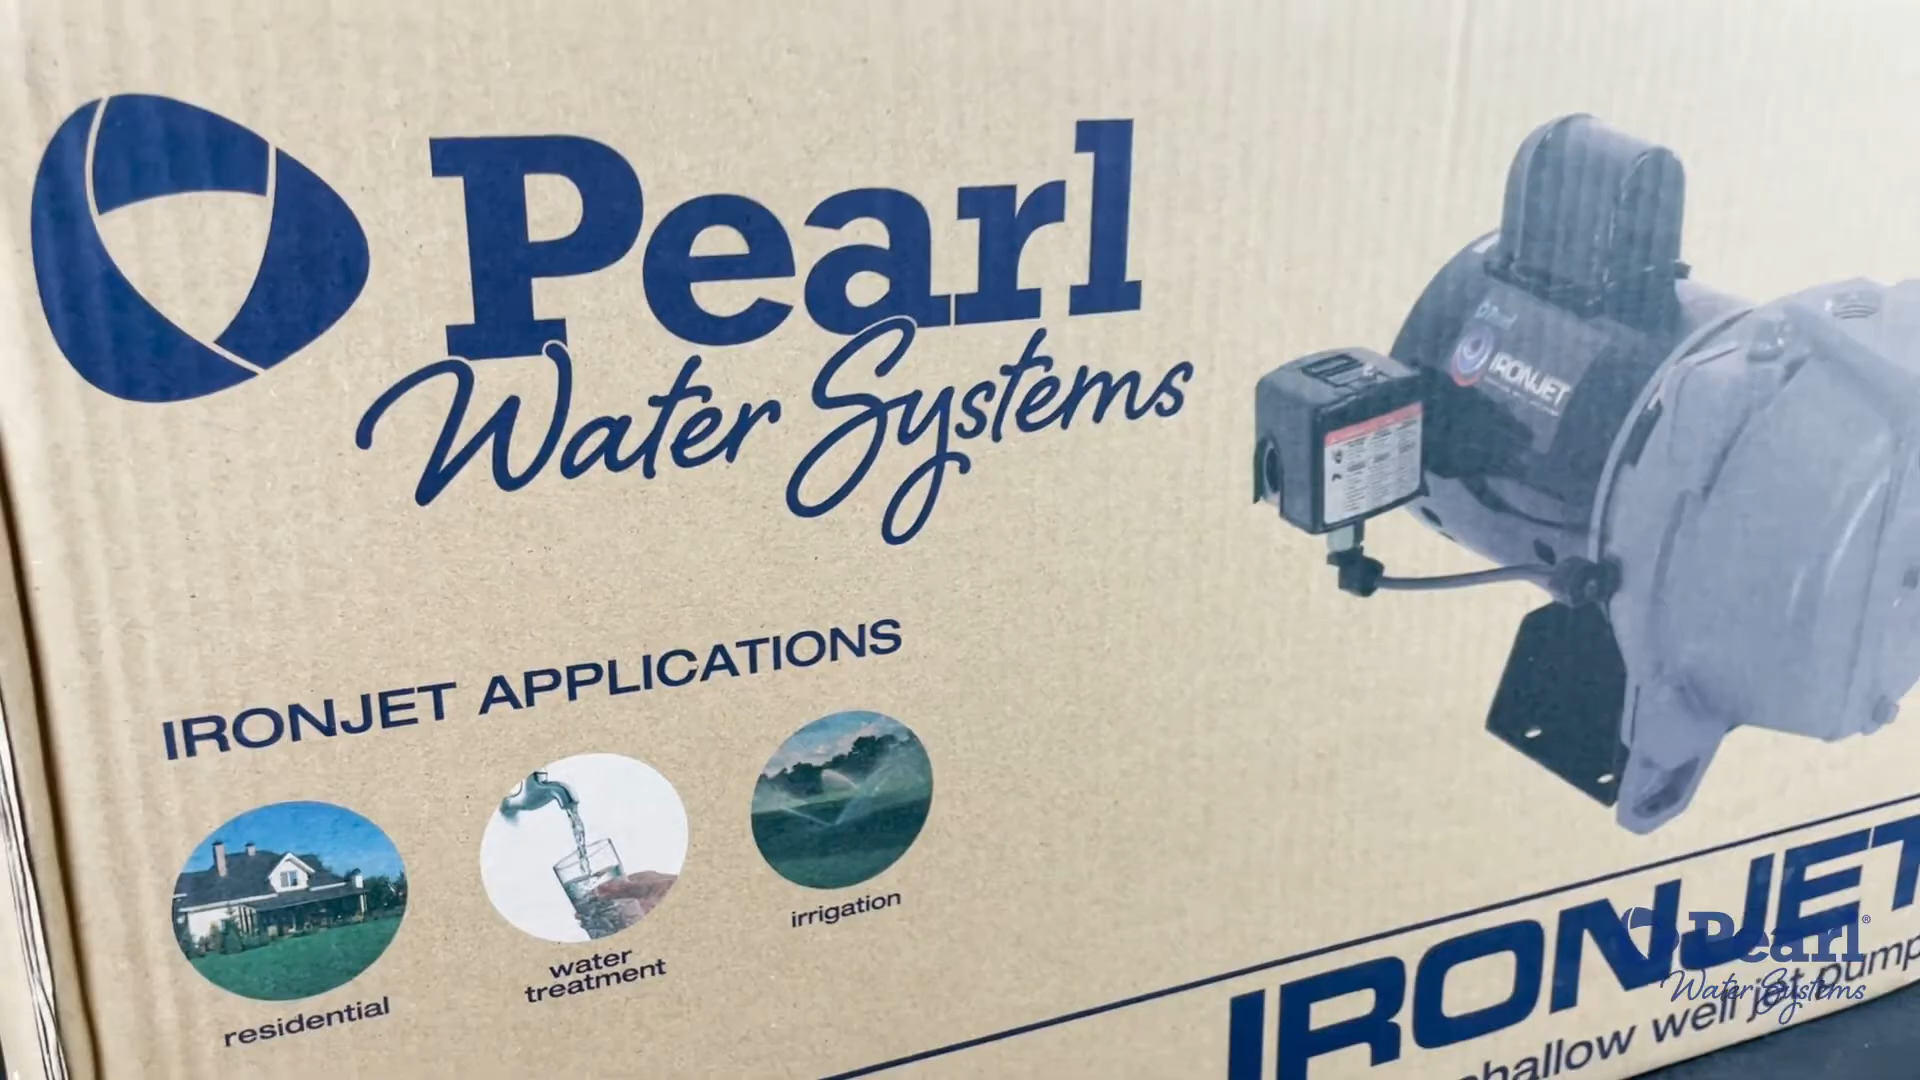 Pearl
Water Systems
IRONJET
IRONJET APPLICATIONS
residential
water
treatment
irrigation
IRONJET
shallow well jet pump
Pearl®
Water Systems